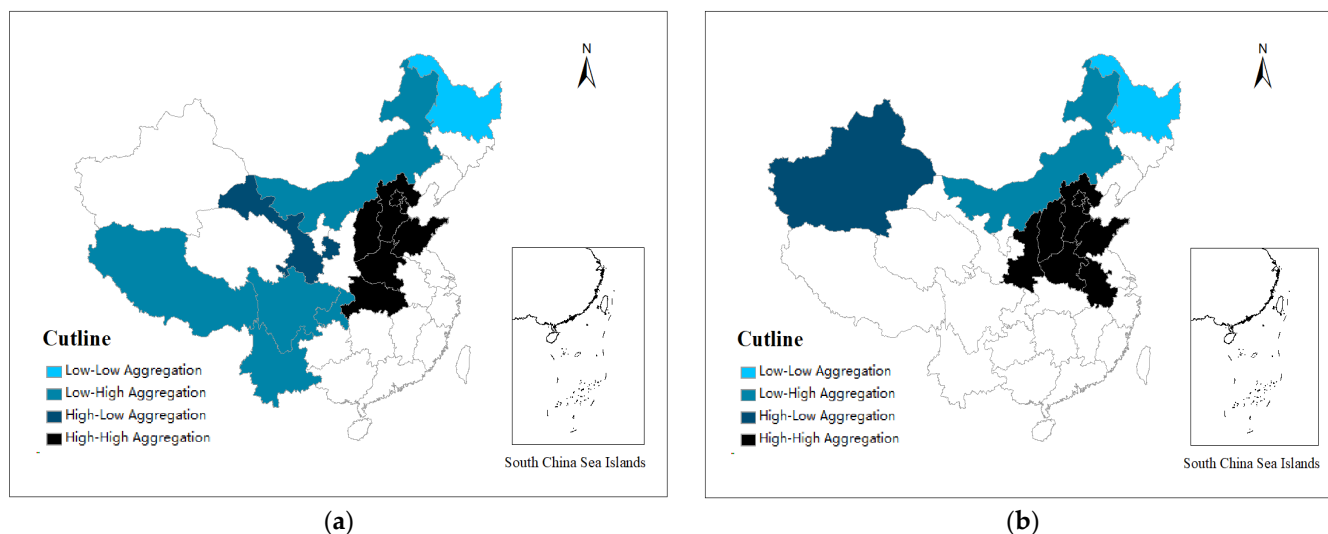 N
Cutline
Low-Low Aggregation
Low-High Aggregation
High-Low Aggregation
High-High Aggregation
South China Sea Islands
(a)
N
Cutline
Low-Low Aggregation
Low-High Aggregation
High-Low Aggregation
High-High Aggregation
South China Sea Islands
(b)